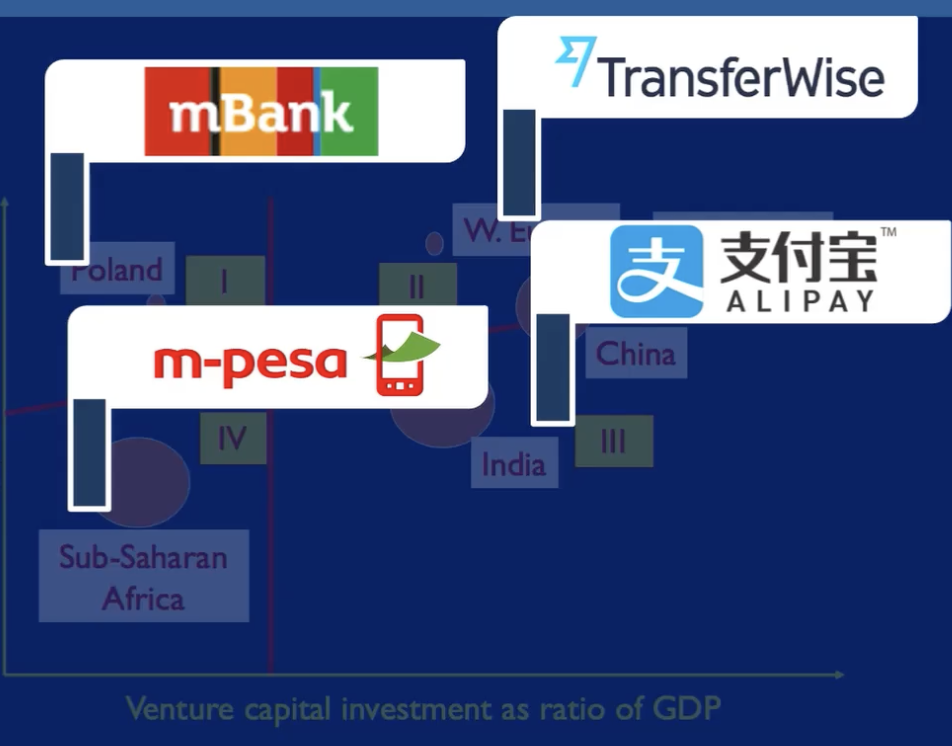 mBank
TransferWise
W. E
支付宝™
ALIPAY
Poland
I
II
m-pesa
China
IV
III
India
Sub-Saharan
Africa
Venture capital investment as ratio of GDP